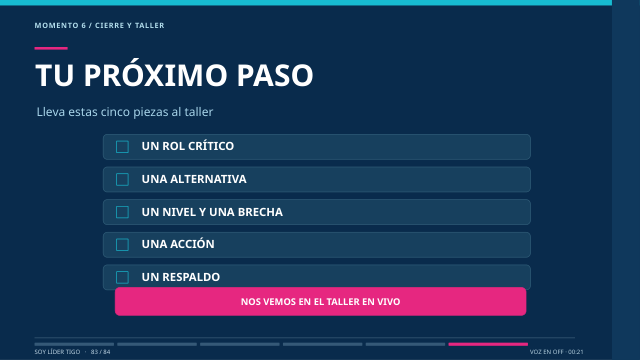 MOMENTO 6 / CIERRE Y TALLER
TU PRÓXIMO PASO
Lleva estas cinco piezas al taller
UN ROL CRÍTICO
UNA ALTERNATIVA
UN NIVEL Y UNA BRECHA
UNA ACCIÓN
UN RESPALDO
NOS VEMOS EN EL TALLER EN VIVO
SOY LÍDER TIGO · 83 / 84
VOZ EN OFF · 00:21